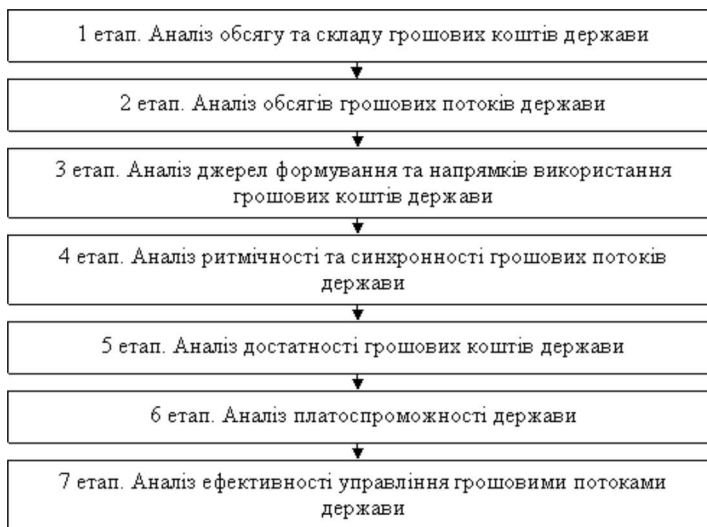 1 етап. Аналіз обсягу та складу грошових коштів держави
2 етап. Аналіз обсягів грошових потоків держави
3 етап. Аналіз джерел формування та напрямків використання
грошових коштів держави
4 етап. Аналіз ритмічності та синхронності грошових потоків
держави
5 етап. Аналіз достатності грошових коштів держави
6 етап. Аналіз платоспроможності держави
7 етап. Аналіз ефективності управління грошовими потоками
держави